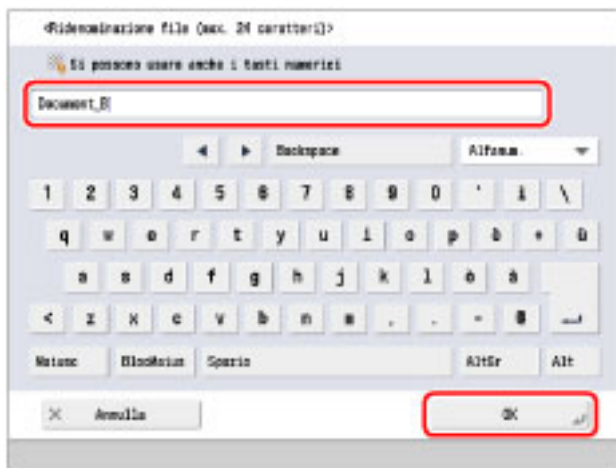 <Ridenominazione file (max. 24 caratteri)>
Si possono usare anche i tasti numerici
Document_B
Backspace Alfanum.
1 2 3 4 5 6 7 8 9 0 ' ì \
q w e r t y u i o p è + ù
a s d f g h j k l ò à
< z x c v b n m , . - @
Maiusc BlocMaius Spazio AltGr Alt
Annulla OK